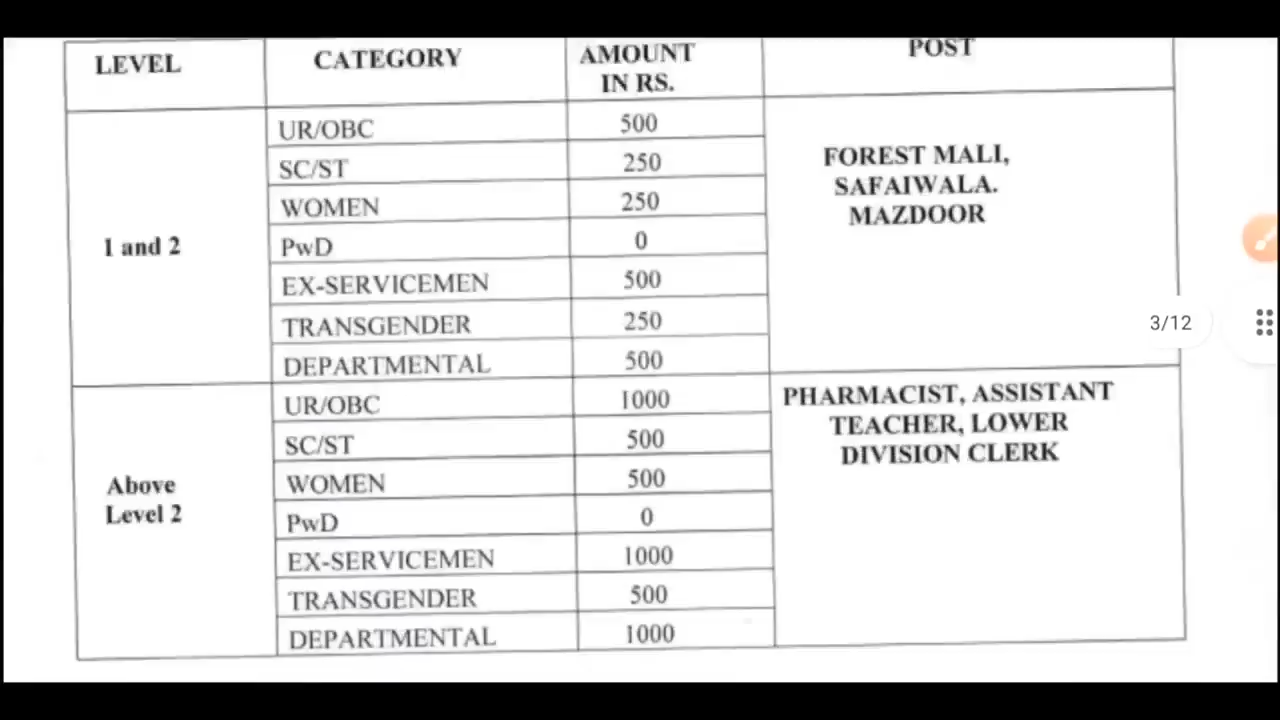 LEVEL CATEGORY AMOUNT IN RS. POST
1 and 2
UR/OBC 500
SC/ST 250
WOMEN 250
PwD 0
EX-SERVICEMEN 500
TRANSGENDER 250
DEPARTMENTAL 500
FOREST MALI,
SAFAIWALA.
MAZDOOR
Above
Level 2
UR/OBC 1000
SC/ST 500
WOMEN 500
PwD 0
EX-SERVICEMEN 1000
TRANSGENDER 500
DEPARTMENTAL 1000
PHARMACIST, ASSISTANT
TEACHER, LOWER
DIVISION CLERK
3/12